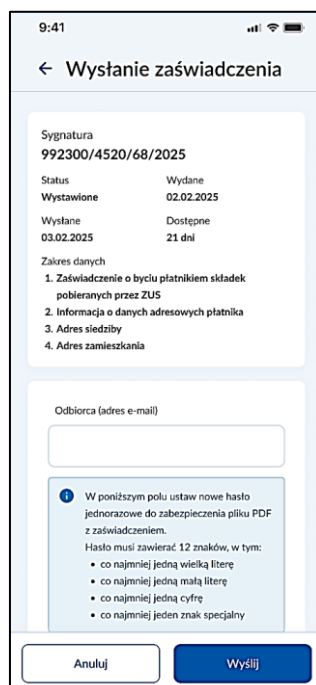 9:41
← Wysłanie zaświadczenia
Sygnatura
992300/4520/68/2025
Status Wydane
Wystawione 02.02.2025
Wysłane Dostępne
03.02.2025 21 dni
Zakres danych
1. Zaświadczenie o byciu płatnikiem składek
pobieranych przez ZUS
2. Informacja o danych adresowych płatnika
3. Adres siedziby
4. Adres zamieszkania
Odbiorca (adres e-mail)
W poniższym polu ustaw nowe hasło
jednorazowe do zabezpieczenia pliku PDF
z zaświadczeniem.
Hasło musi zawierać 12 znaków, w tym:
• co najmniej jedną wielką literę
• co najmniej jedną małą literę
• co najmniej jedną cyfrę
• co najmniej jeden znak specjalny
Anuluj Wyślij